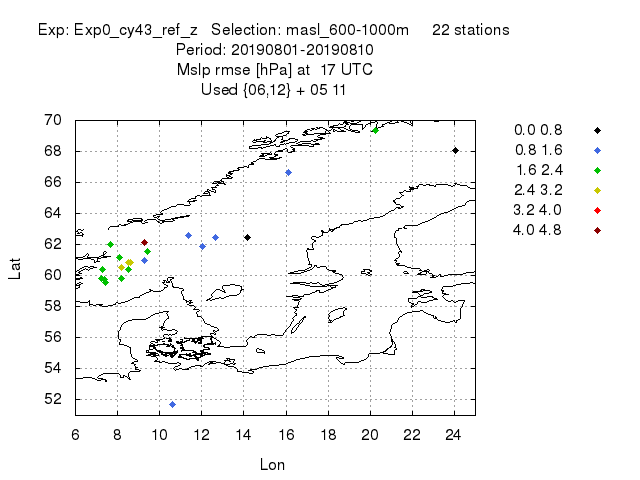 Exp: Exp0_cy43_ref_z Selection: masl_600-1000m 22 stations
Period: 20190801-20190810
Mslp rmse [hPa] at 17 UTC
Used {06,12} + 05 11
70
68
66
64
62
60
58
56
54
52
6 8 10 12 14 16 18 20 22 24
Lat
Lon
0.0 0.8
0.8 1.6
1.6 2.4
2.4 3.2
3.2 4.0
4.0 4.8